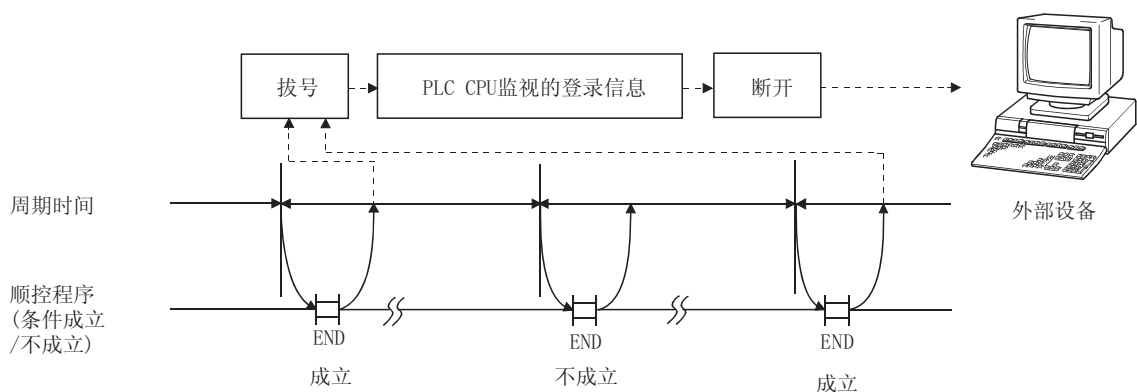 拔号
PLC CPU监视的登录信息
断开
周期时间
外部设备
顺控程序
(条件成立
/不成立)
END
END
END
成立
不成立
成立